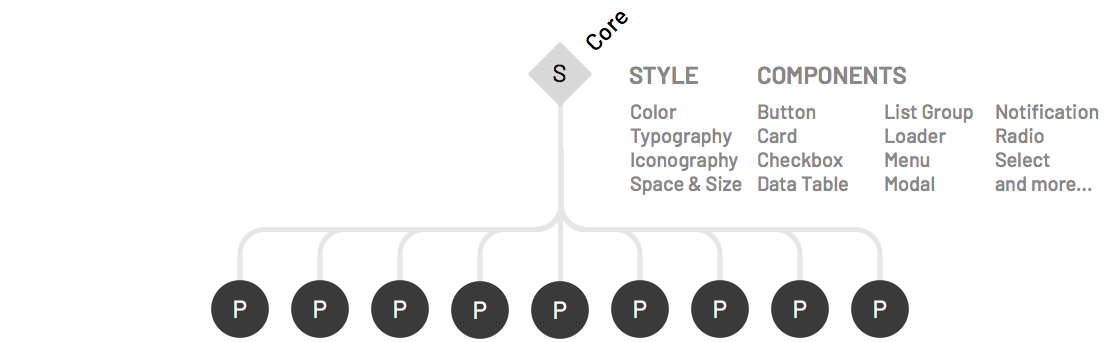 Core
S
STYLE COMPONENTS
Color Button List Group Notification
Typography Card Loader Radio
Iconography Checkbox Menu Select
Space & Size Data Table Modal and more...
P P P P P P P P P